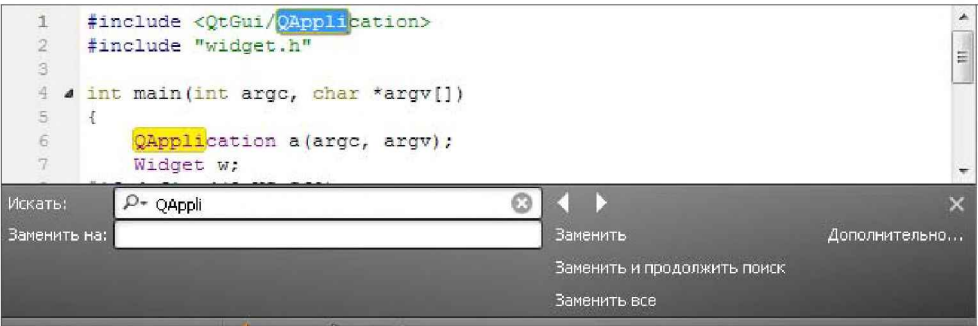 1 #include <QtGui/QApplication>
2 #include "widget.h"
3
4 int main(int argc, char *argv[])
5 {
6 QApplication a(argc, argv);
7 Widget w;
Искать: QAppli
Заменить на:
Заменить Дополнительно...
Заменить и продолжить поиск
Заменить все